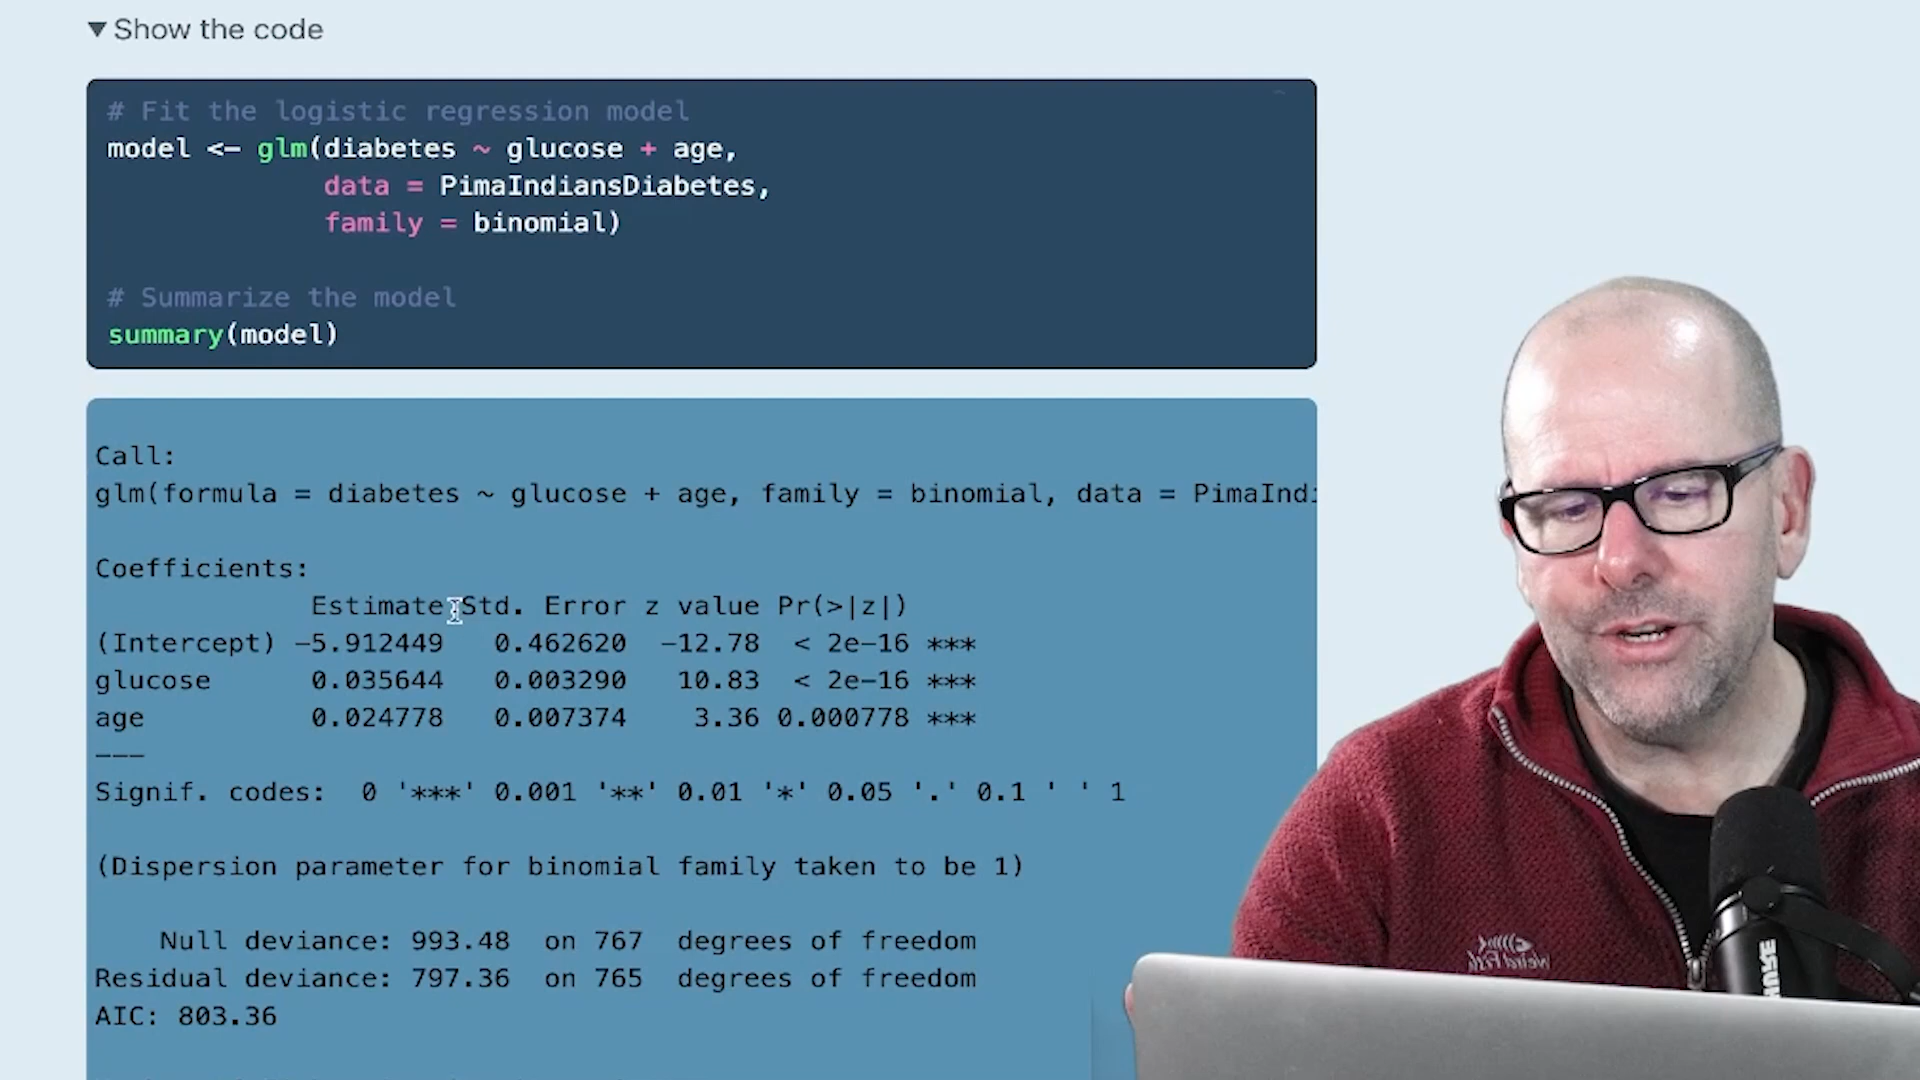 ▼ Show the code
# Fit the logistic regression model
model <- glm(diabetes ~ glucose + age,
data = PimaIndiansDiabetes,
family = binomial)
# Summarize the model
summary(model)
Call:
glm(formula = diabetes ~ glucose + age, family = binomial, data = PimaIndi
Coefficients:
Estimate Std. Error z value Pr(>|z|)
(Intercept) -5.912449 0.462620 -12.78 < 2e-16 ***
glucose 0.035644 0.003290 10.83 < 2e-16 ***
age 0.024778 0.007374 3.36 0.000778 ***
---
Signif. codes: 0 '***' 0.001 '**' 0.01 '*' 0.05 '.' 0.1 ' ' 1
(Dispersion parameter for binomial family taken to be 1)
Null deviance: 993.48 on 767 degrees of freedom
Residual deviance: 797.36 on 765 degrees of freedom
AIC: 803.36
Weird Fish